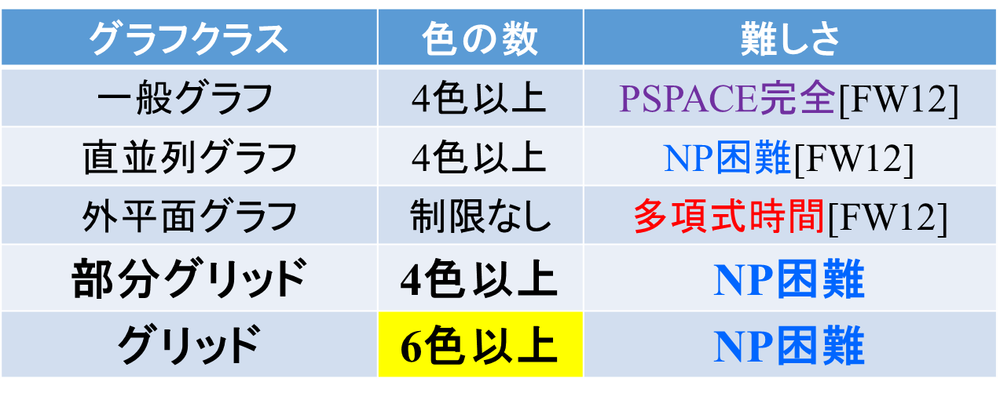 グラフクラス 色の数 難しさ
一般グラフ 4色以上 PSPACE完全[FW12]
直並列グラフ 4色以上 NP困難[FW12]
外平面グラフ 制限なし 多項式時間[FW12]
部分グリッド 4色以上 NP困難
グリッド 6色以上 NP困難